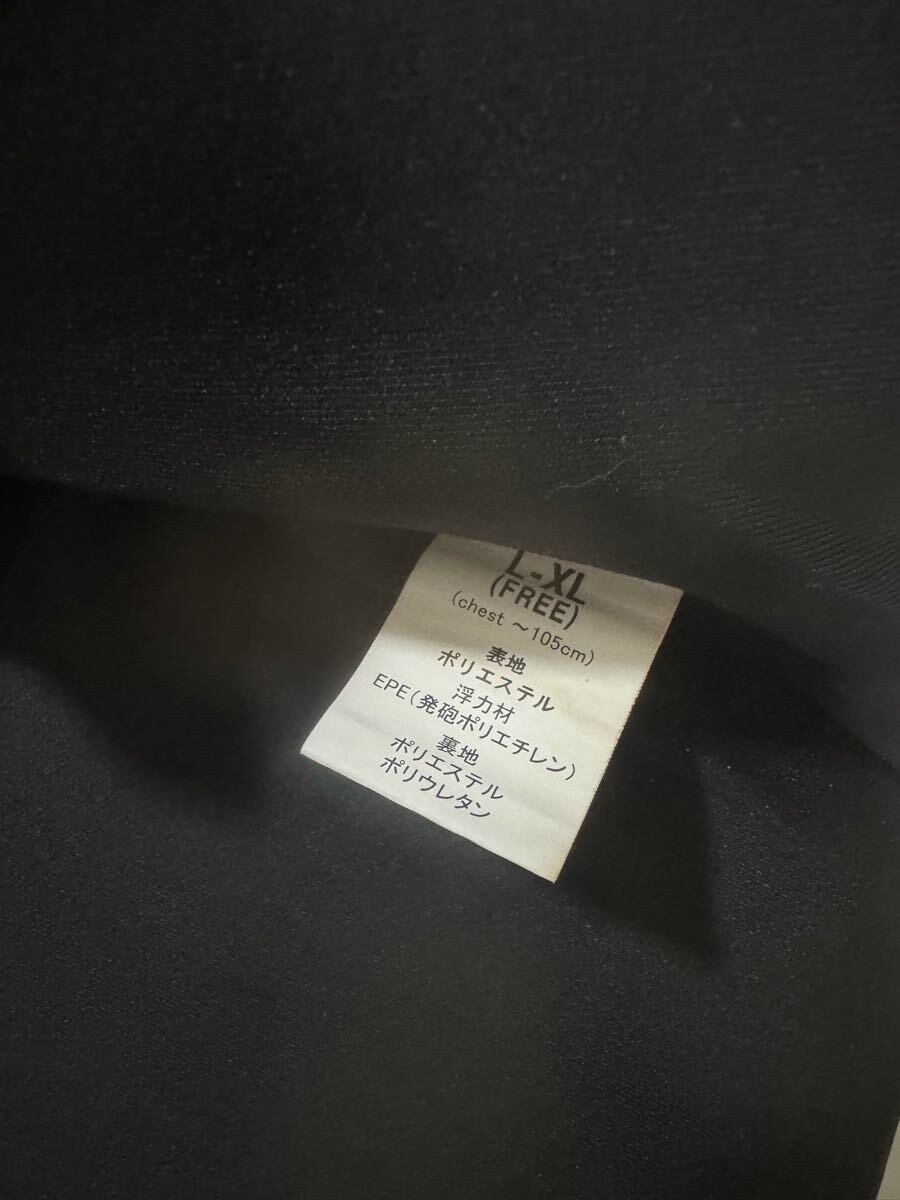 L-XL
(FREE)
(chest ～105cm)
表地
ポリエステル
浮力材
EPE(発砲ポリエチレン)
裏地
ポリエステル
ポリウレタン